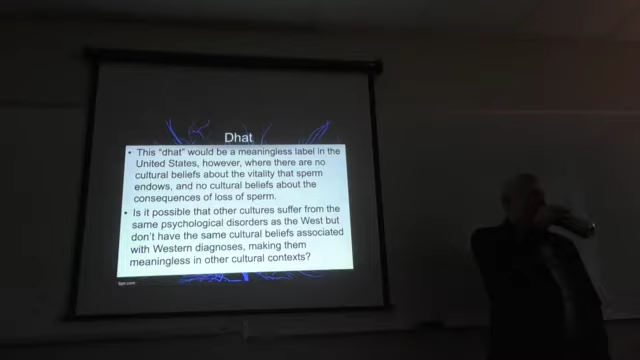 Dhat
• This "dhat" would be a meaningless label in the
United States, however, where there are no
cultural beliefs about the vitality that sperm
endows, and no cultural beliefs about the
consequences of loss of sperm.
• Is it possible that other cultures suffer from the
same psychological disorders as the West but
don't have the same cultural beliefs associated
with Western diagnoses, making them
meaningless in other cultural contexts?